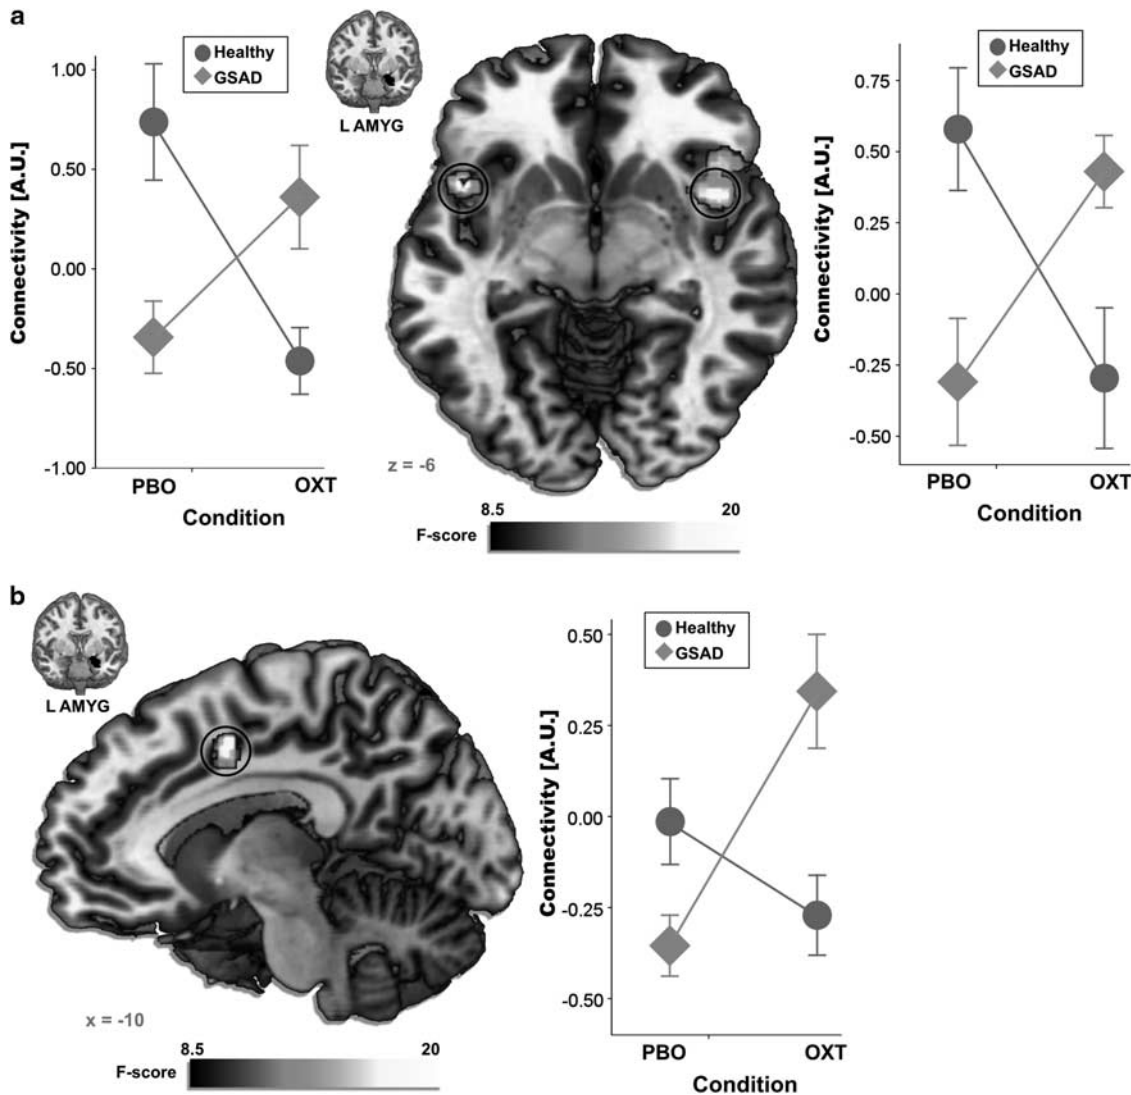 a
Healthy
GSAD
L AMYG
Connectivity [A.U.]
1.00
0.50
0.00
-0.50
-1.00
PBO OXT
Condition
z = -6
8.5 20
F-score
Healthy
GSAD
Connectivity [A.U.]
0.75
0.50
0.25
0.00
-0.25
-0.50
PBO OXT
Condition
b
L AMYG
x = -10
8.5 20
F-score
Healthy
GSAD
Connectivity [A.U.]
0.50
0.25
0.00
-0.25
-0.50
PBO OXT
Condition